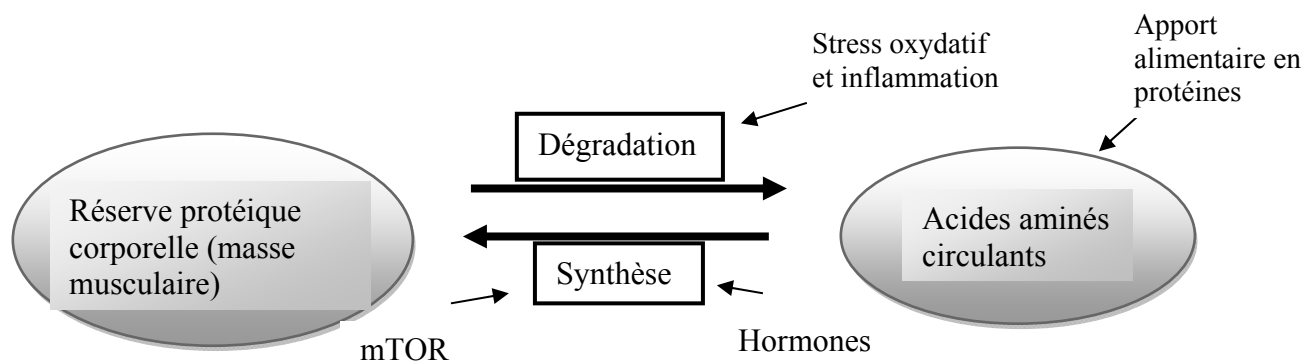 Stress oxydatif
et inflammation
Apport
alimentaire en
protéines
Dégradation
Réserve protéique
corporelle (masse
musculaire)
Acides aminés
circulants
Synthèse
mTOR
Hormones